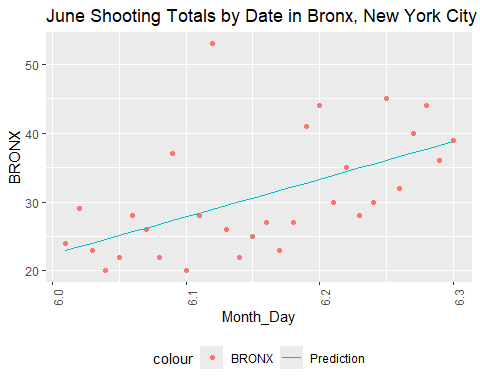 June Shooting Totals by Date in Bronx, New York City
50
40
30
20
BRONX
6.0
6.1
6.2
6.3
Month_Day
colour BRONX Prediction